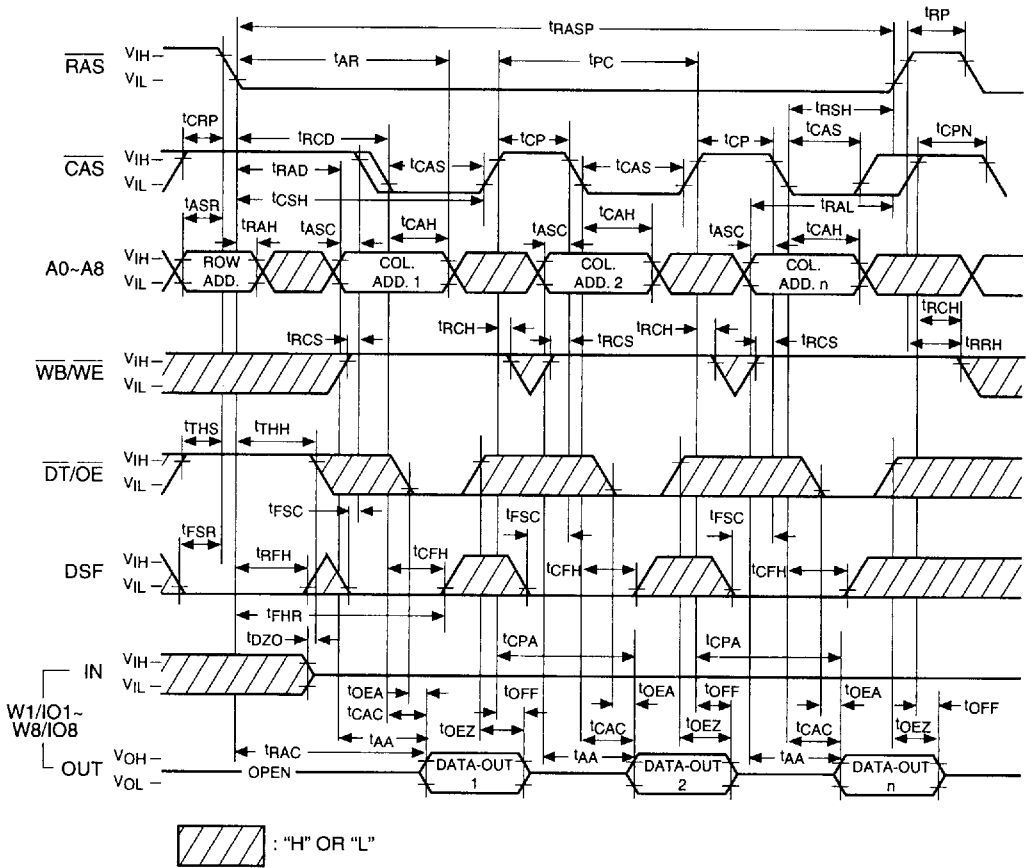 tRASP
tRP
RAS
VIH
VIL
tAR
tPC
tRSH
tCRP
tRCD
tCP
tCP
tCAS
tCPN
CAS
VIH
VIL
tRAD
tCAS
tCAS
tCSH
tRAL
tASR
tRAH
tASC
tCAH
tASC
tCAH
tASC
tCAH
A0~A8
VIH
VIL
ROW ADD.
COL. ADD. 1
COL. ADD. 2
COL. ADD. n
tRCS
tRCH
tRCS
tRCH
tRCS
tRCH
tRRH
WB/WE
VIH
VIL
tTHS
tTHH
DT/OE
VIH
VIL
tFSC
tFSC
tFSC
tFSR
tRFH
tCFH
tCFH
tCFH
DSF
VIH
VIL
tFHR
tDZO
tCPA
tCPA
IN
VIH
VIL
W1/IO1~
W8/IO8
tOEA
tOFF
tOEA
tOFF
tOEA
tOFF
tCAC
tOEZ
tCAC
tOEZ
tCAC
tOEZ
tAA
tAA
tAA
tRAC
OUT
VOH
VOL
OPEN
DATA-OUT 1
DATA-OUT 2
DATA-OUT n
: "H" OR "L"